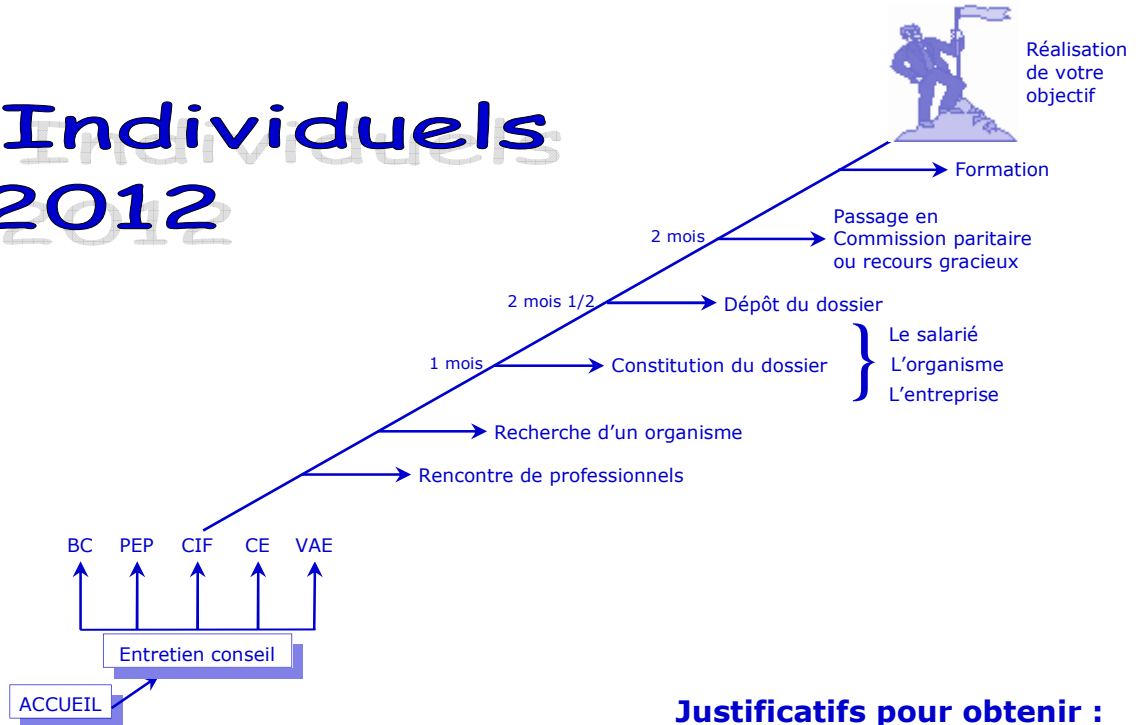 Individuels
2012
Réalisation
de votre
objectif
Formation
2 mois
Passage en
Commission paritaire
ou recours gracieux
2 mois 1/2
Dépôt du dossier
1 mois
Constitution du dossier
Le salarié
L'organisme
L'entreprise
Recherche d'un organisme
Rencontre de professionnels
BC PEP CIF CE VAE
Entretien conseil
ACCUEIL
Justificatifs pour obtenir :